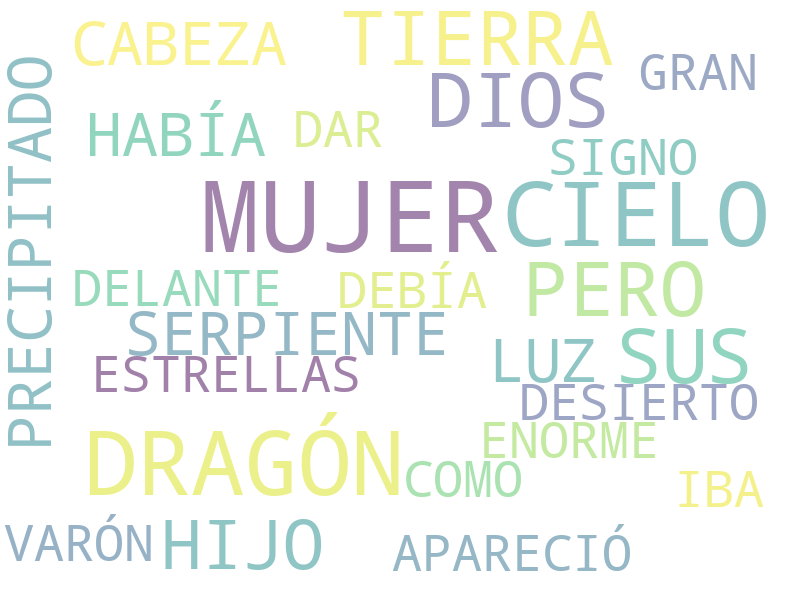 CABEZA
TIERRA
GRAN
DIOS
PRECIPITADO
HABÍA
DAR
SIGNO
MUJER
CIELO
DELANTE
DEBÍA
PERO
SERPIENTE
LUZ
SUS
ESTRELLAS
DESIERTO
DRAGÓN
ENORME
COMO
IBA
VARÓN
HIJO
APARECIÓ